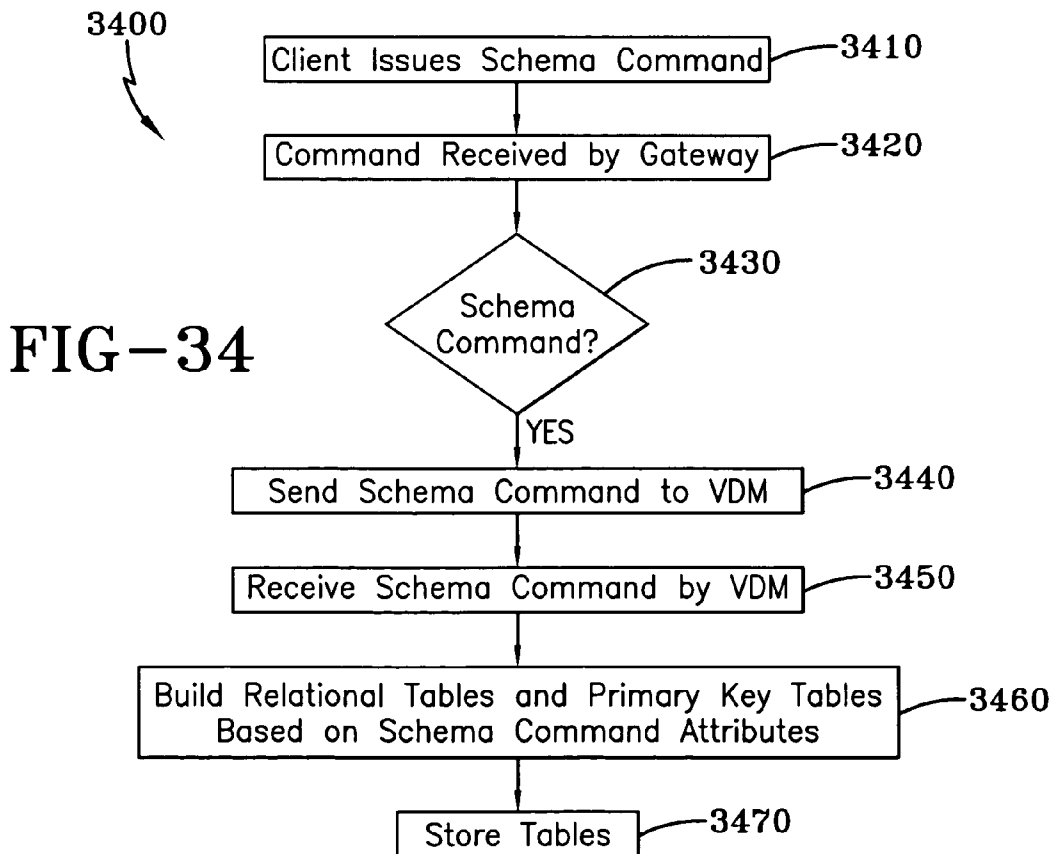 3400
Client Issues Schema Command
3410
Command Received by Gateway
3420
Schema
Command?
3430
FIG-34
YES
Send Schema Command to VDM
3440
Receive Schema Command by VDM
3450
Build Relational Tables and Primary Key Tables
Based on Schema Command Attributes
3460
Store Tables
3470